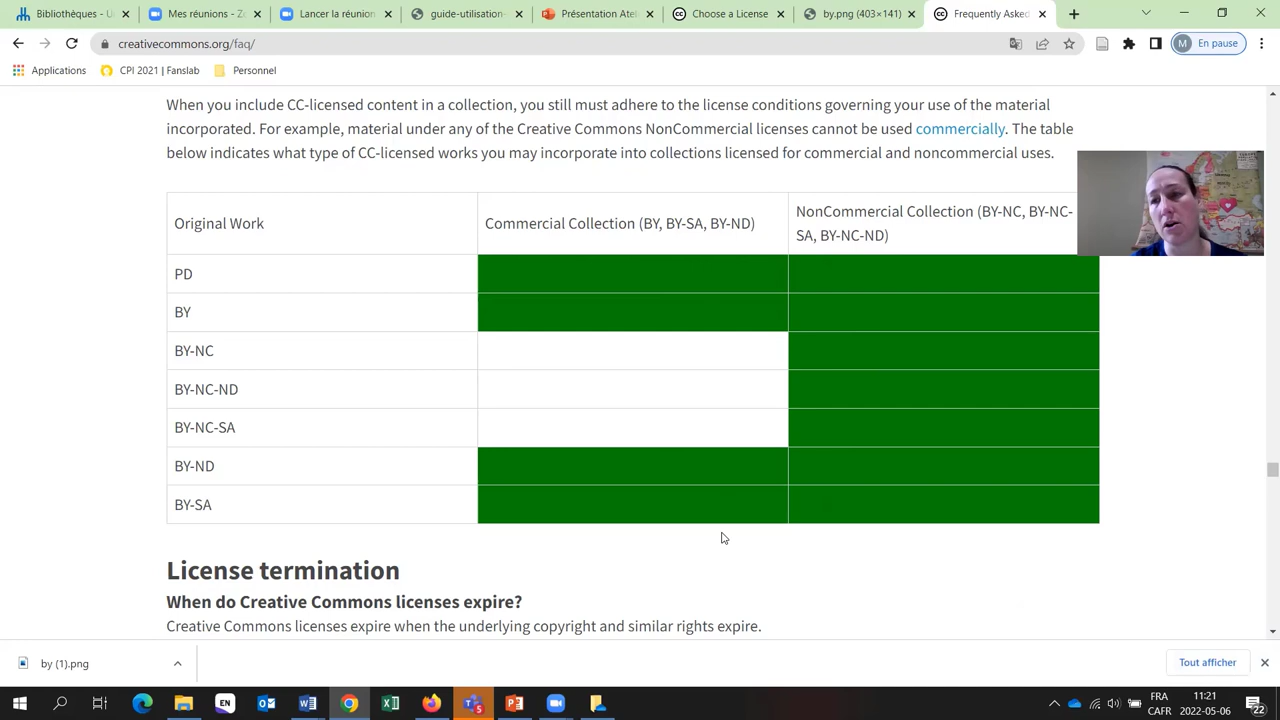 Bibliothèques - U
Mes réunions - Z
Lancer la réunion
guide-utilisation-
Présentation Ate
Choose a License
by.png (403×141)
Frequently Asked
creativecommons.org/faq/
M En pause
Applications
CPI 2021 | Fanslab
Personnel
When you include CC-licensed content in a collection, you still must adhere to the license conditions governing your use of the material
incorporated. For example, material under any of the Creative Commons NonCommercial licenses cannot be used commercially. The table
below indicates what type of CC-licensed works you may incorporate into collections licensed for commercial and noncommercial uses.
Original Work
Commercial Collection (BY, BY-SA, BY-ND)
NonCommercial Collection (BY-NC, BY-NC-
SA, BY-NC-ND)
PD
BY
BY-NC
BY-NC-ND
BY-NC-SA
BY-ND
BY-SA
License termination
When do Creative Commons licenses expire?
Creative Commons licenses expire when the underlying copyright and similar rights expire.
by (1).png
Tout afficher
EN
5
FRA
CAFR
11:21
2022-05-06
22